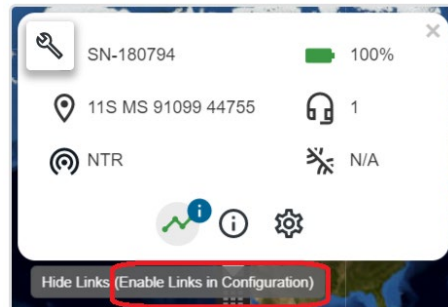 SN-180794 100%
11S MS 91099 44755 1
NTR N/A
Hide Links (Enable Links in Configuration)